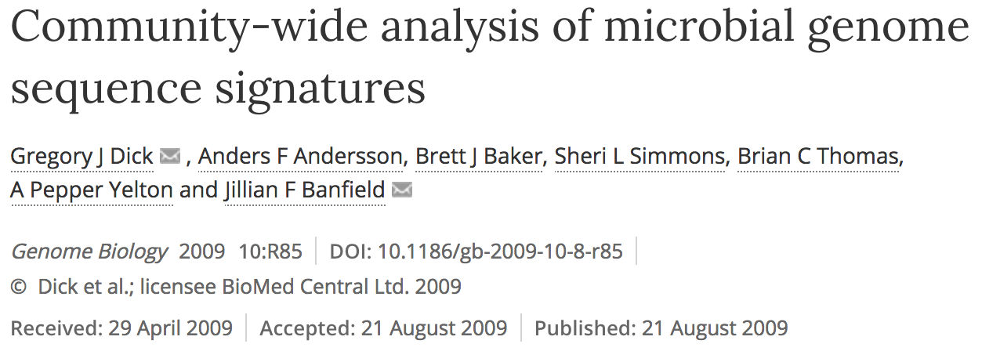 Community-wide analysis of microbial genome
sequence signatures
Gregory J Dick , Anders F Andersson, Brett J Baker, Sheri L Simmons, Brian C Thomas,
A Pepper Yelton and Jillian F Banfield
Genome Biology 2009 10:R85 DOI: 10.1186/gb-2009-10-8-r85
© Dick et al.; licensee BioMed Central Ltd. 2009
Received: 29 April 2009 Accepted: 21 August 2009 Published: 21 August 2009